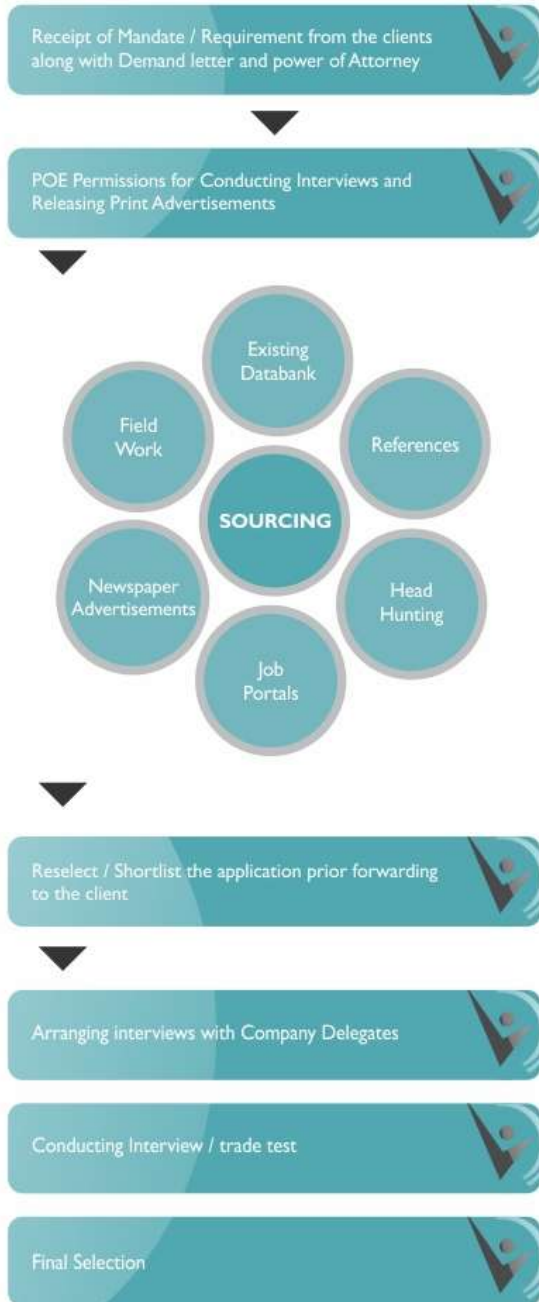 Receipt of Mandate / Requirement from the clients
along with Demand letter and power of Attorney
POE Permissions for Conducting Interviews and
Releasing Print Advertisements
Existing
Databank
Field
Work
References
SOURCING
Newspaper
Advertisements
Head
Hunting
Job
Portals
Reselect / Shortlist the application prior forwarding
to the client
Arranging interviews with Company Delegates
Conducting Interview / trade test
Final Selection